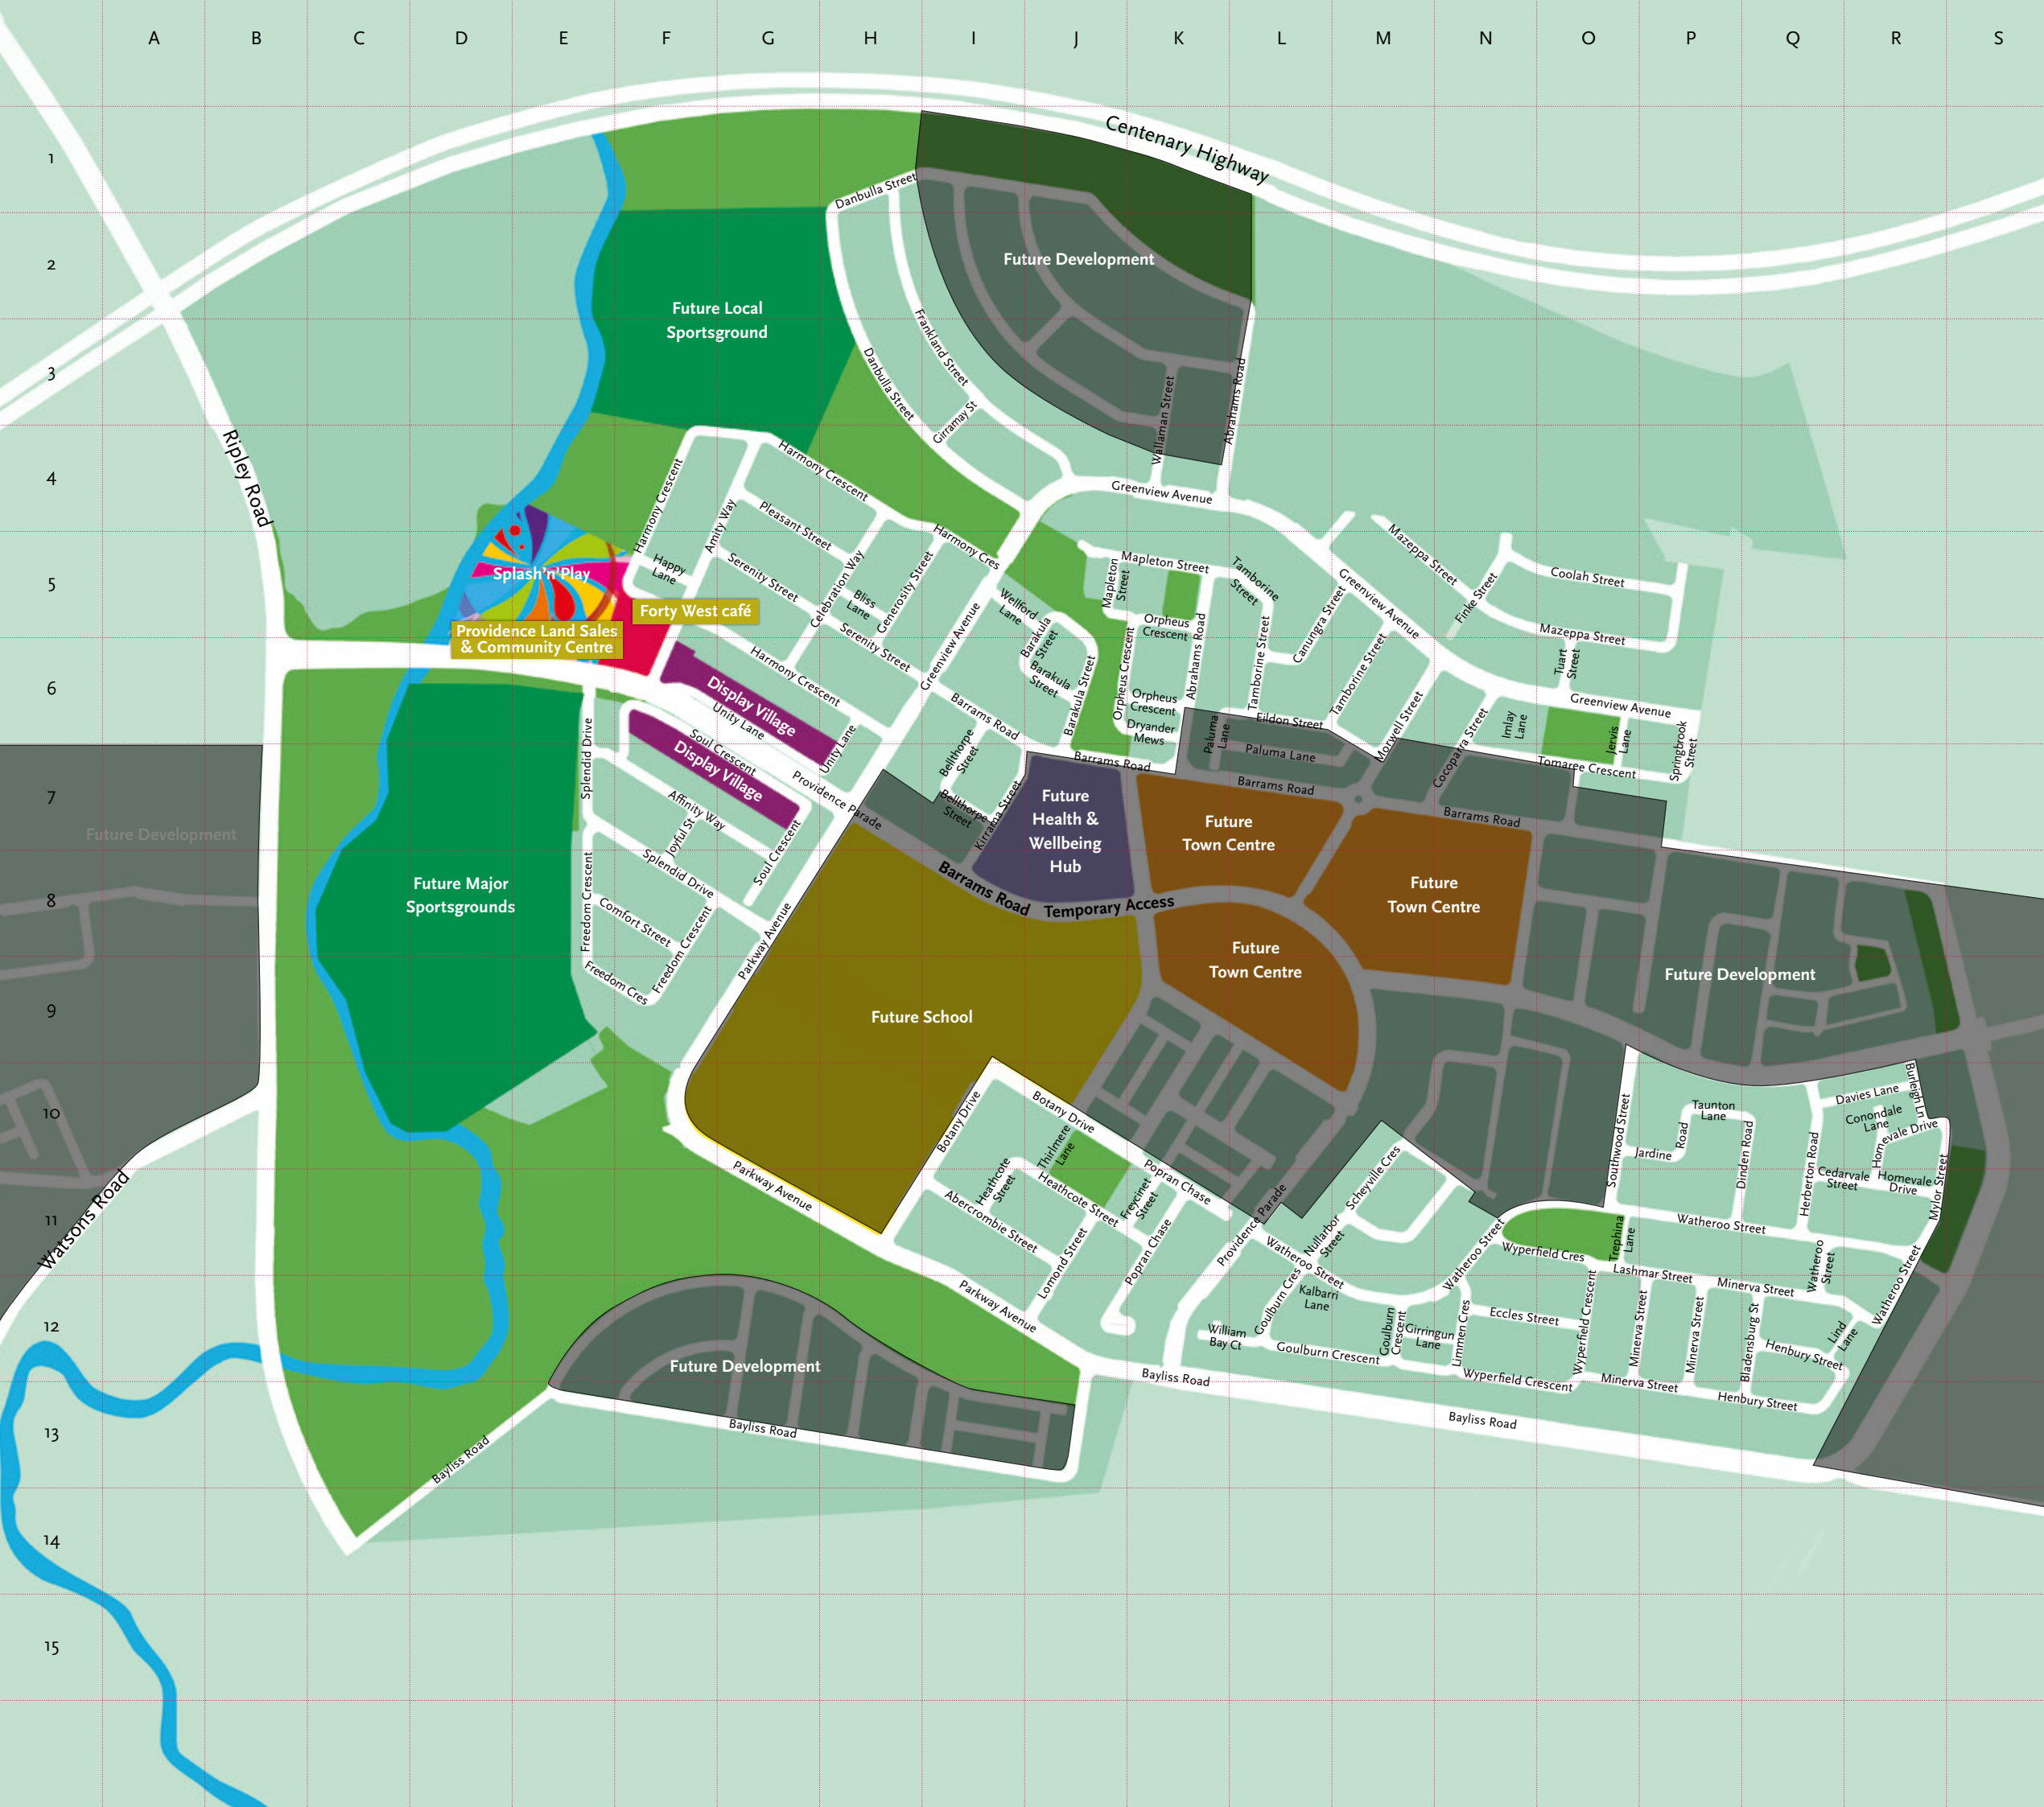 A B C D E F G H I J K L M N O P Q R S
Centenary Highway
1
Danbulla Street
2
Future Development
Future Local
Sportsground
Frankland Street
3
Danbulla Street
Abrahams Road
Wallaman Street
Girramay St
Ripley Road
Harmony Crescent
4
Harmony Crescent
Greenview Avenue
Pleasant Street
Amity Way
Harmony Cres
Mazeppa Street
Mapleton Street
Tamborine
Street
Splash'n'Play
Happy
Lane
Serenity Street
Celebration Way
Generosity Street
Mapleton
Street
Coolah Street
5
Greenview Avenue
Finke Street
Bliss
Lane
Wellford
Lane
Forty West café
Orpheus
Crescent
Canungra Street
Providence Land Sales
& Community Centre
Serenity Street
Barakula
Street
Mazeppa Street
Harmony Crescent
Greenview Avenue
Barakula
Street
Orpheus Crescent
Abrahams Road
Tamborine Street
Tamborine Street
Tuart
Street
6
Display Village
Unity Lane
Barrams Road
Barakula Street
Orpheus
Crescent
Dryander
Mews
Eildon Street
Morwell Street
Greenview Avenue
Imlay
Lane
Splendid Drive
Soul Crescent
Display Village
Unity Lane
Bellthorpe
Street
Paluma
Lane
Paluma Lane
Cocoparra Street
Jervis
Lane
Springbrook
Street
Barrams Road
Tomaree Crescent
Providence Parade
Barrams Road
7
Affinity Way
Bellthorpe
Street
Kirrama Street
Future
Health &
Wellbeing
Hub
Future
Town Centre
Barrams Road
Future Development
Joyful St
Soul Crescent
Splendid Drive
8
Future Major
Sportsgrounds
Freedom Crescent
Barrams Road
Temporary Access
Future
Town Centre
Comfort Street
Freedom Crescent
Parkway Avenue
Future
Town Centre
Future Development
Freedom Cres
9
Future School
10
Botany Drive
Botany Drive
Southwood Street
Taunton
Lane
Davies Lane
Burleigh Ln
Conondale
Lane
Homevale Drive
Thirlmere
Lane
Jardine
Road
Dinden Road
Herberton Road
Homevale
Drive
Cedarvale
Street
Mylor Street
Watsons Road
Parkway Avenue
Heathcote
Street
Heathcote Street
Popran Chase
Freycinet
Street
Scheyville Cres
11
Abercrombie Street
Popran Chase
Providence Parade
Nullarbor
Street
Watheroo Street
Watheroo Street
Wyperfield Cres
Trephina
Lane
Watheroo Street
Watheroo
Street
Lomond Street
Lashmar Street
Minerva Street
Watheroo Street
Parkway Avenue
Goulburn Cres
Kalbarri
Lane
12
William
Bay Ct
Goulburn
Crescent
Girringun
Lane
Limmen Cres
Eccles Street
Wyperfield Crescent
Minerva Street
Minerva Street
Bladensburg St
Lind
Lane
Goulburn Crescent
Henbury Street
Future Development
Bayliss Road
Wyperfield Crescent
Minerva Street
Henbury Street
13
Bayliss Road
Bayliss Road
Bayliss Road
14
15